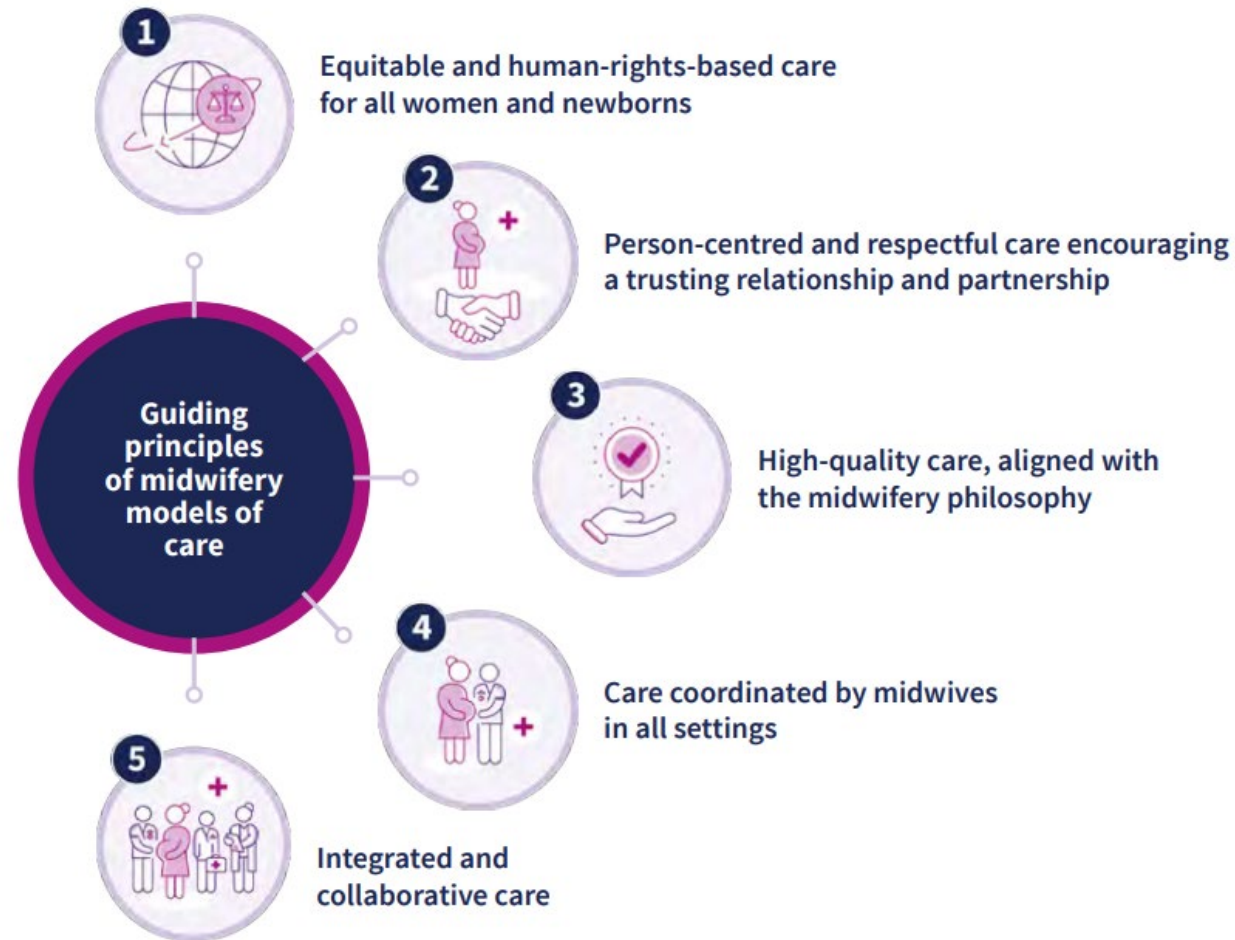 1
Equitable and human-rights-based care
for all women and newborns
2
Person-centred and respectful care encouraging
a trusting relationship and partnership
Guiding
principles
of midwifery
models of
care
3
High-quality care, aligned with
the midwifery philosophy
4
Care coordinated by midwives
in all settings
5
Integrated and
collaborative care